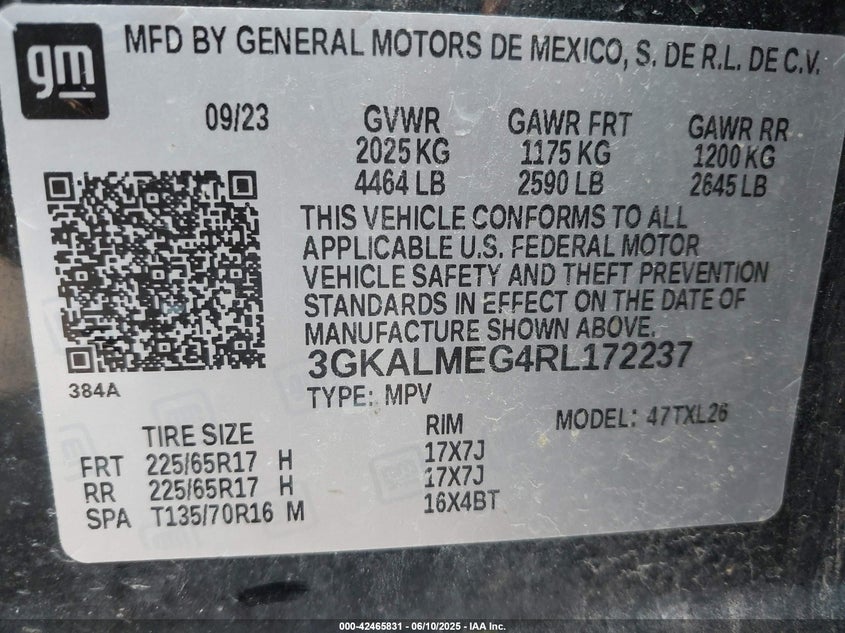 gm
MFD BY GENERAL MOTORS DE MEXICO, S. DE R.L. DE C.V.
09/23 GVWR GAWR FRT GAWR RR
2025 KG 1175 KG 1200 KG
4464 LB 2590 LB 2645 LB
THIS VEHICLE CONFORMS TO ALL
APPLICABLE U.S. FEDERAL MOTOR
VEHICLE SAFETY AND THEFT PREVENTION
STANDARDS IN EFFECT ON THE DATE OF
MANUFACTURE SHOWN ABOVE.
3GKALMEG4RL172237
384A
TYPE: MPV
TIRE SIZE RIM MODEL: 47TXL26
FRT 225/65R17 H 17X7J
RR 225/65R17 H 17X7J
SPA T135/70R16 M 16X4BT
000-42465831 - 06/10/2025 - IAA Inc.